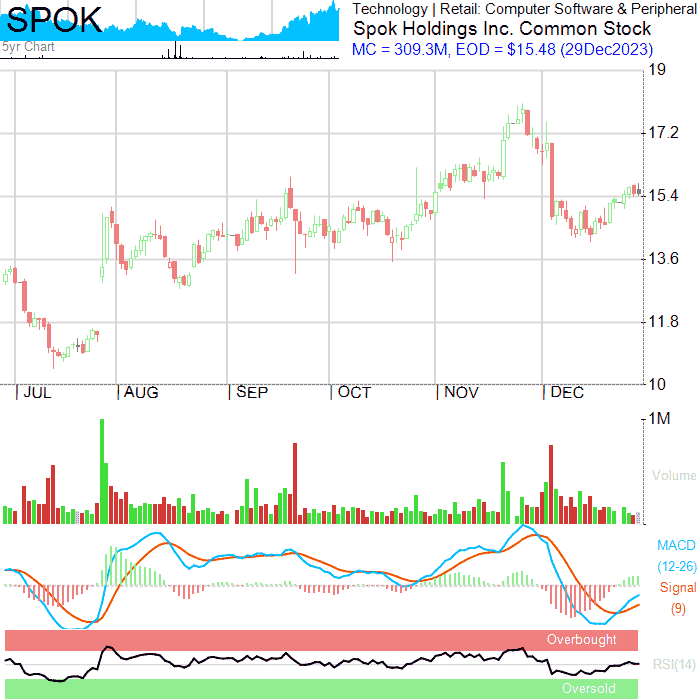 SPOK
5yr Chart
Technology | Retail: Computer Software & Peripheral
Spok Holdings Inc. Common Stock
MC = 309.3M, EOD = $15.48 (29Dec2023)
19
17.2
15.4
13.6
11.8
10
JUL
AUG
SEP
OCT
NOV
DEC
1M
Volume
MACD
(12-26)
Signal
(9)
Overbought
RSI(14)
Oversold